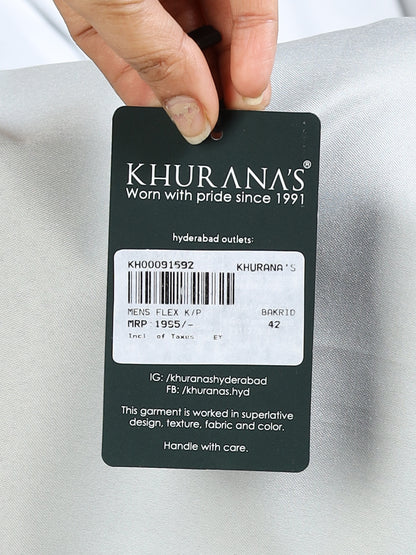 KHURANA'S®
Worn with pride since 1991
hyderabad outlets:
KH00091592 KHURANA'S
MENS FLEX K/P BAKRID
MRP 1955/- 42
Incl of Taxes EY
IG: /khuranashyderabad
FB: /khuranas.hyd
This garment is worked in superlative
design, texture, fabric and color.
Handle with care.